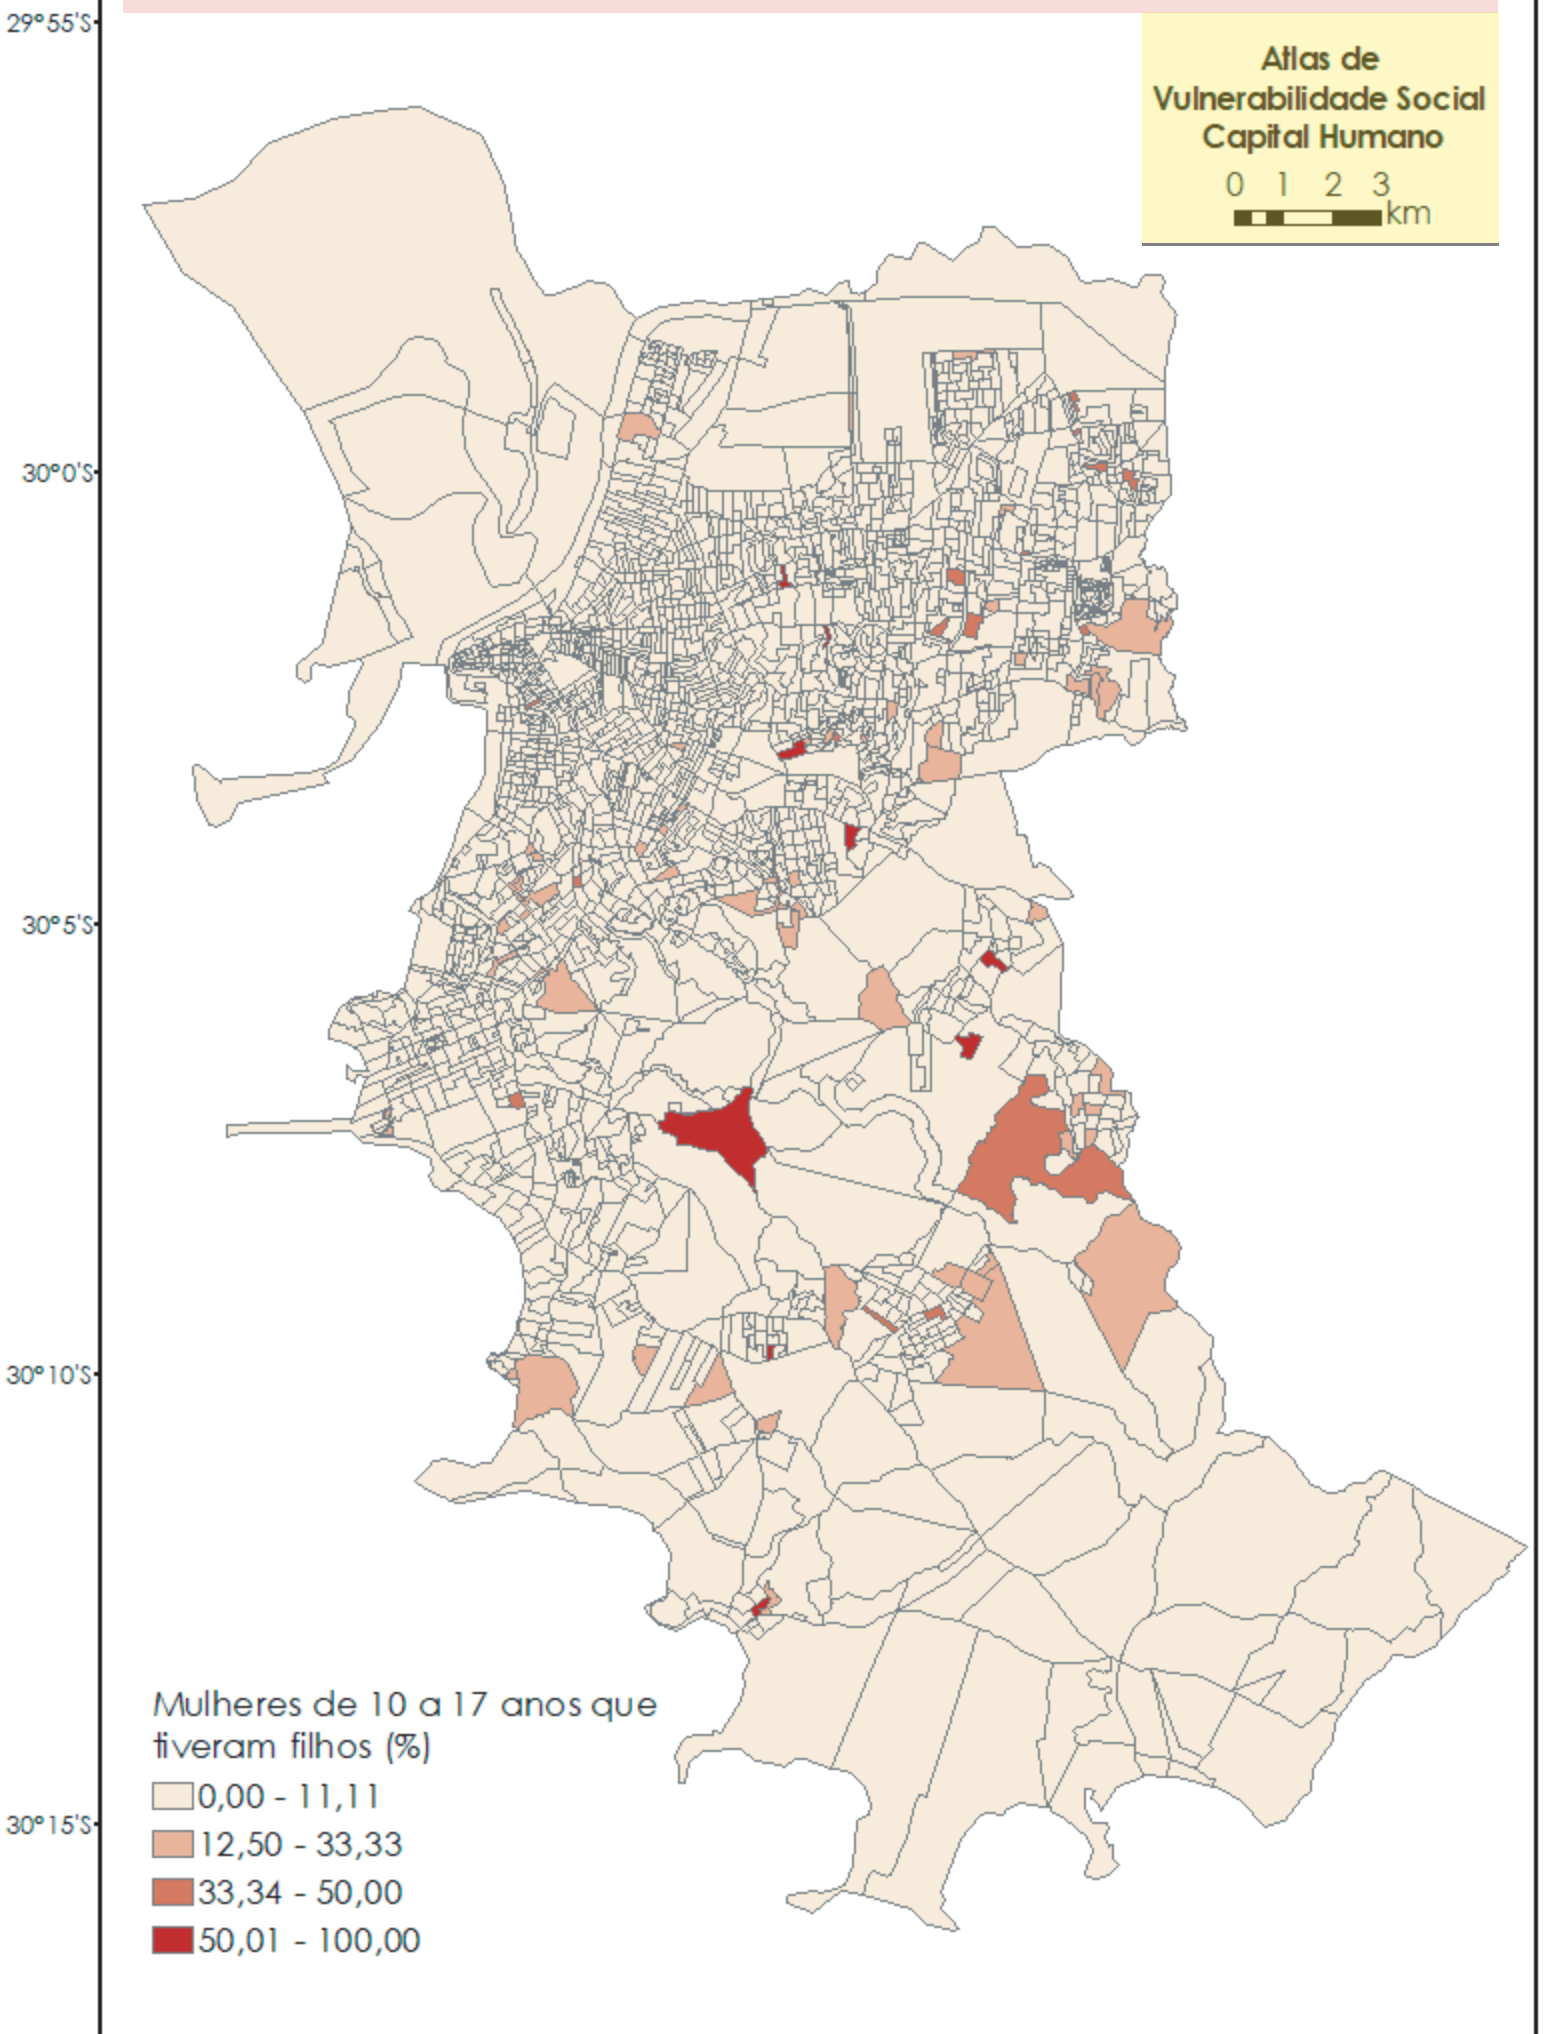 29°55'S
Atlas de
Vulnerabilidade Social
Capital Humano
0 1 2 3
km
30°0'S
30°5'S
30°10'S
30°15'S
Mulheres de 10 a 17 anos que
tiveram filhos (%)
0,00 - 11,11
12,50 - 33,33
33,34 - 50,00
50,01 - 100,00